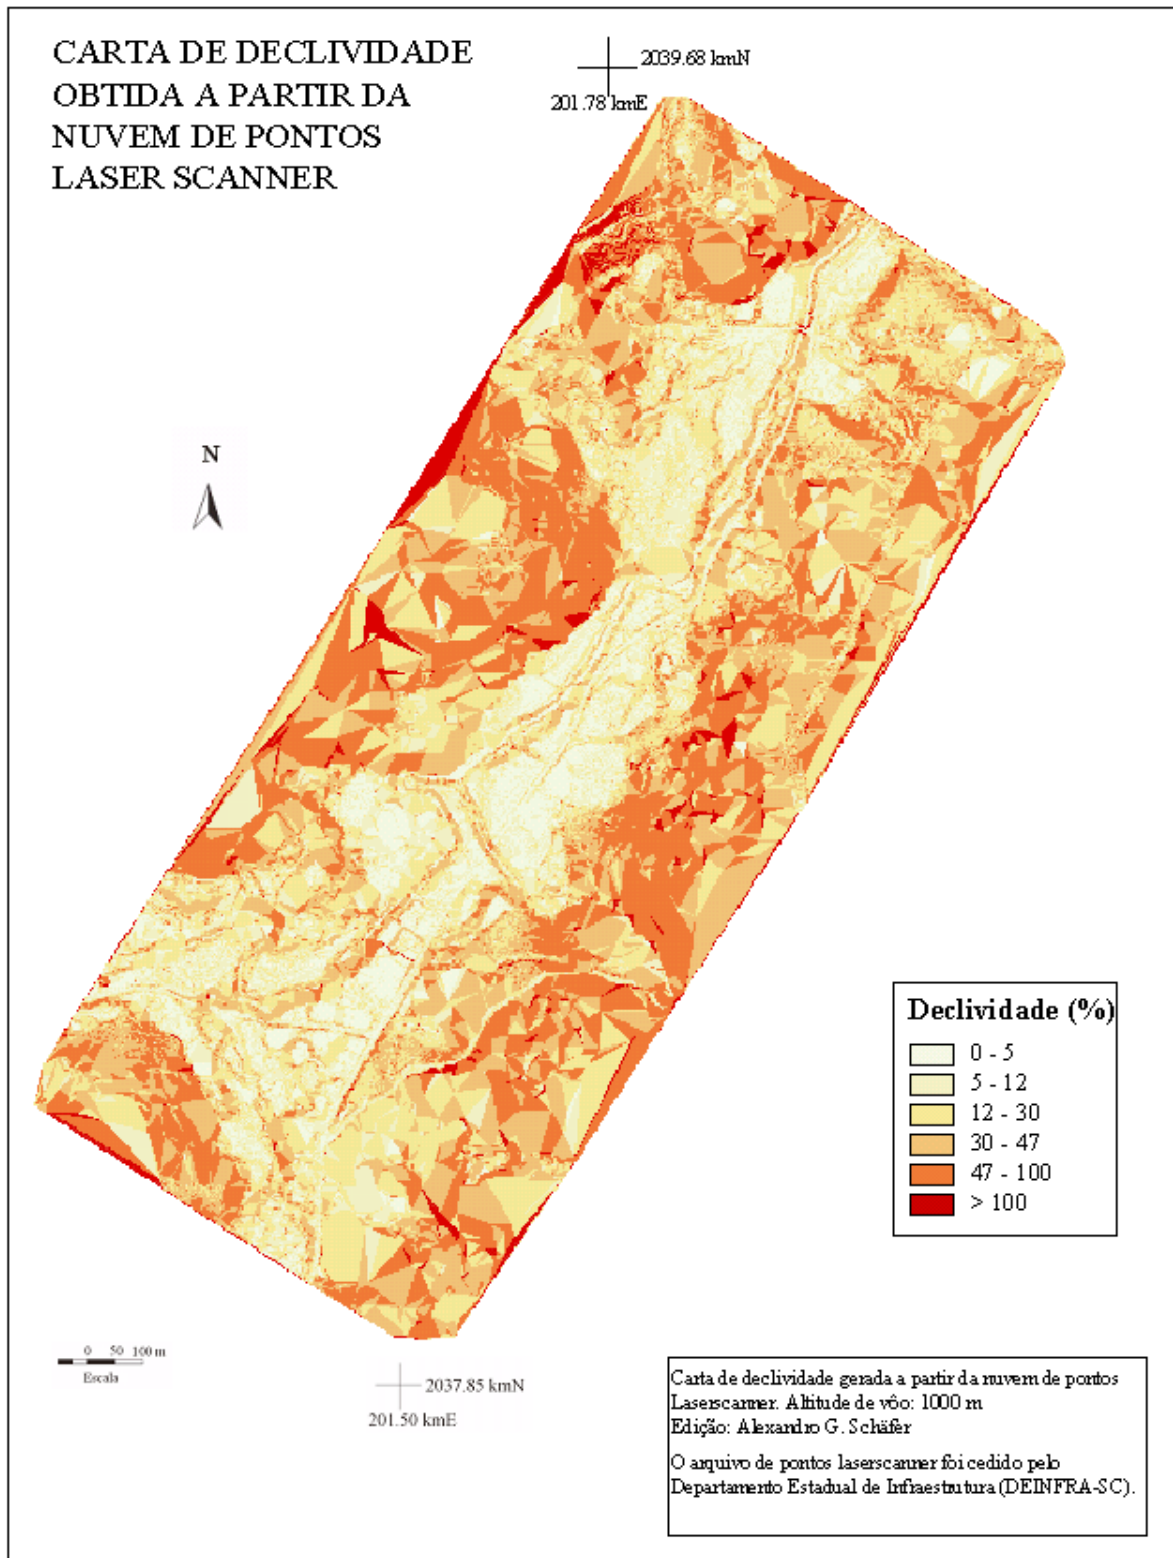 CARTA DE DECLIVIDADE
OBTIDA A PARTIR DA
NUVEM DE PONTOS
LASER SCANNER
2039.68 kmN
201.78 kmE
N
Declividade (%)
0 - 5
5 - 12
12 - 30
30 - 47
47 - 100
> 100
0 50 100 m
Escala
2037.85 kmN
201.50 kmE
Carta de declividade gerada a partir da nuvem de pontos
Laserscanner. Altitude de vôo: 1000 m
Edição: Alexandro G. Schäfer
O arquivo de pontos laserscanner foi cedido pelo
Departamento Estadual de Infraestrutura (DEINFRA-SC).